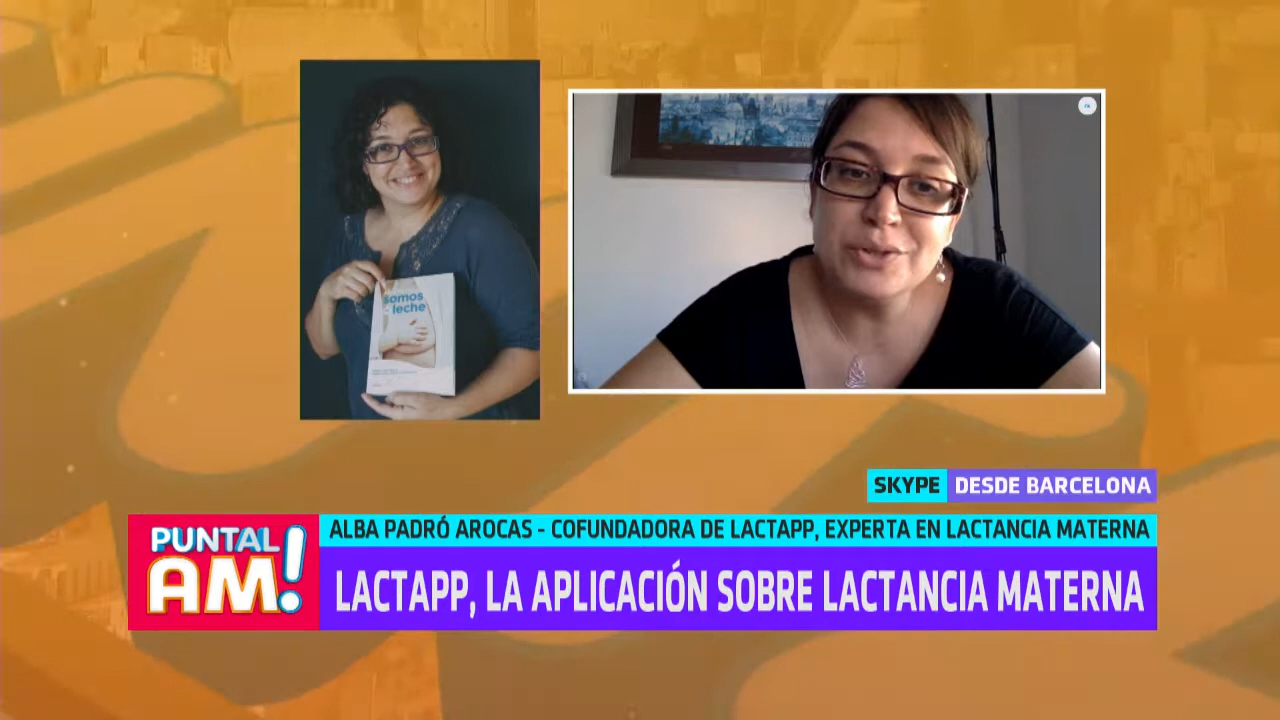 somos
leche
SKYPE DESDE BARCELONA
PUNTAL
AM!
ALBA PADRÓ AROCAS - COFUNDADORA DE LACTAPP, EXPERTA EN LACTANCIA MATERNA
LACTAPP, LA APLICACIÓN SOBRE LACTANCIA MATERNA